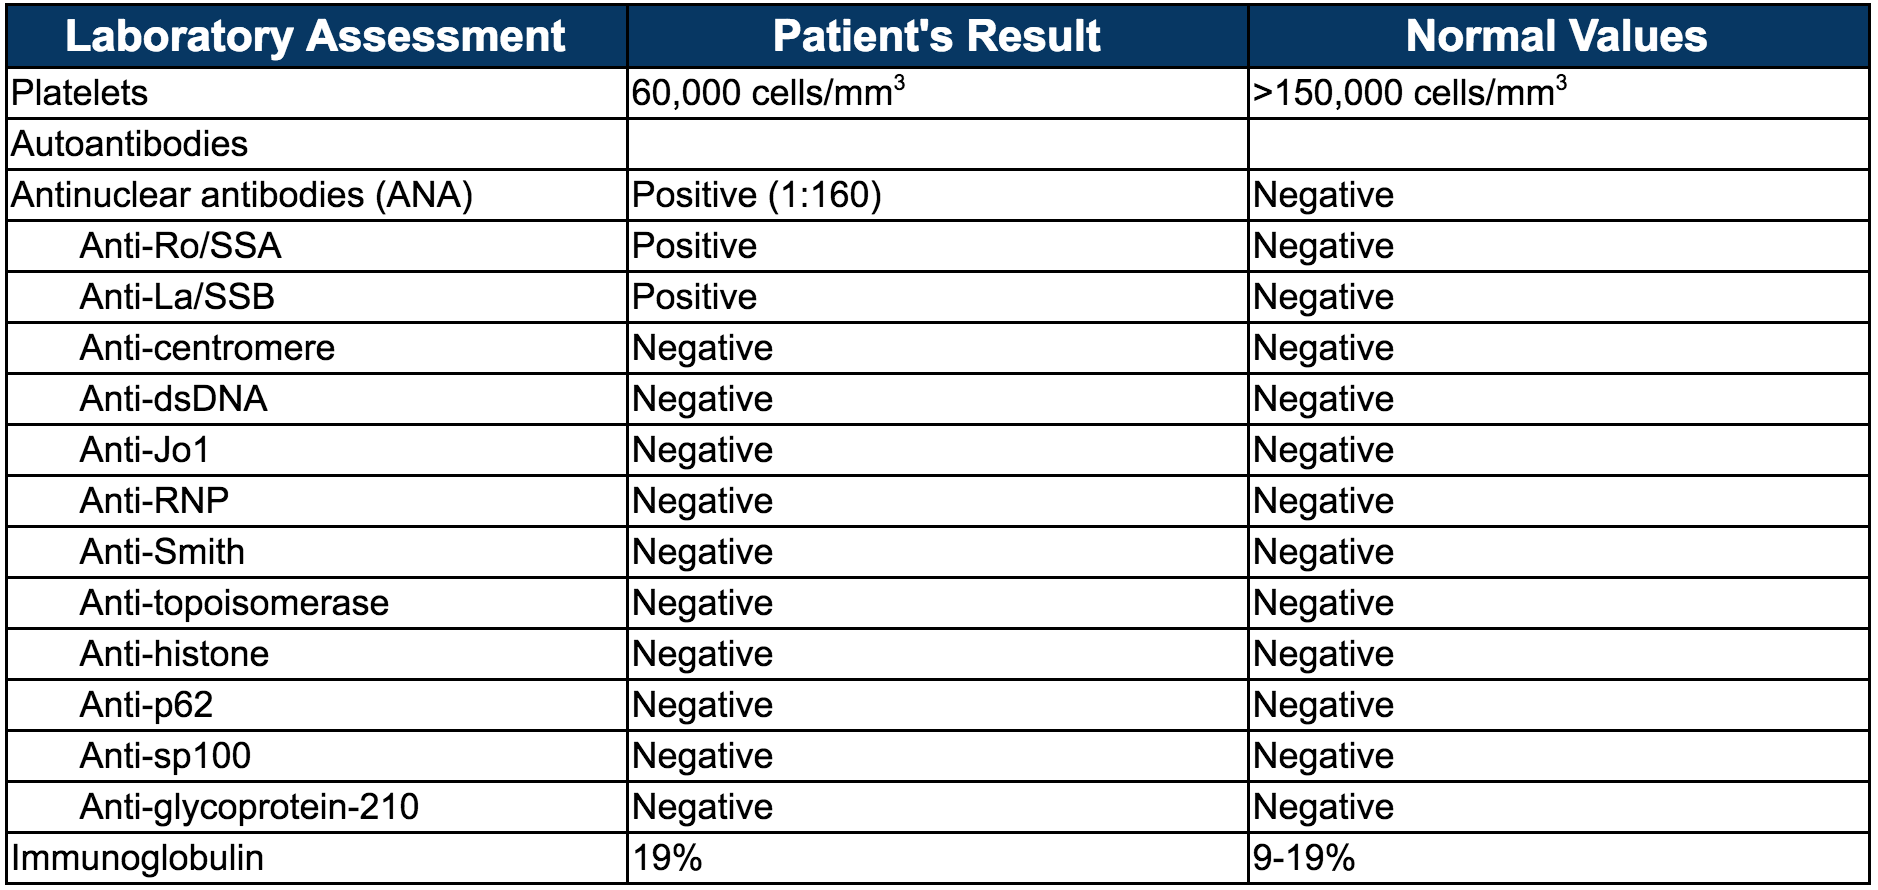 Laboratory Assessment Patient's Result Normal Values
Platelets 60,000 cells/mm³ >150,000 cells/mm³
Autoantibodies
Antinuclear antibodies (ANA) Positive (1:160) Negative
Anti-Ro/SSA Positive Negative
Anti-La/SSB Positive Negative
Anti-centromere Negative Negative
Anti-dsDNA Negative Negative
Anti-Jo1 Negative Negative
Anti-RNP Negative Negative
Anti-Smith Negative Negative
Anti-topoisomerase Negative Negative
Anti-histone Negative Negative
Anti-p62 Negative Negative
Anti-sp100 Negative Negative
Anti-glycoprotein-210 Negative Negative
Immunoglobulin 19% 9-19%